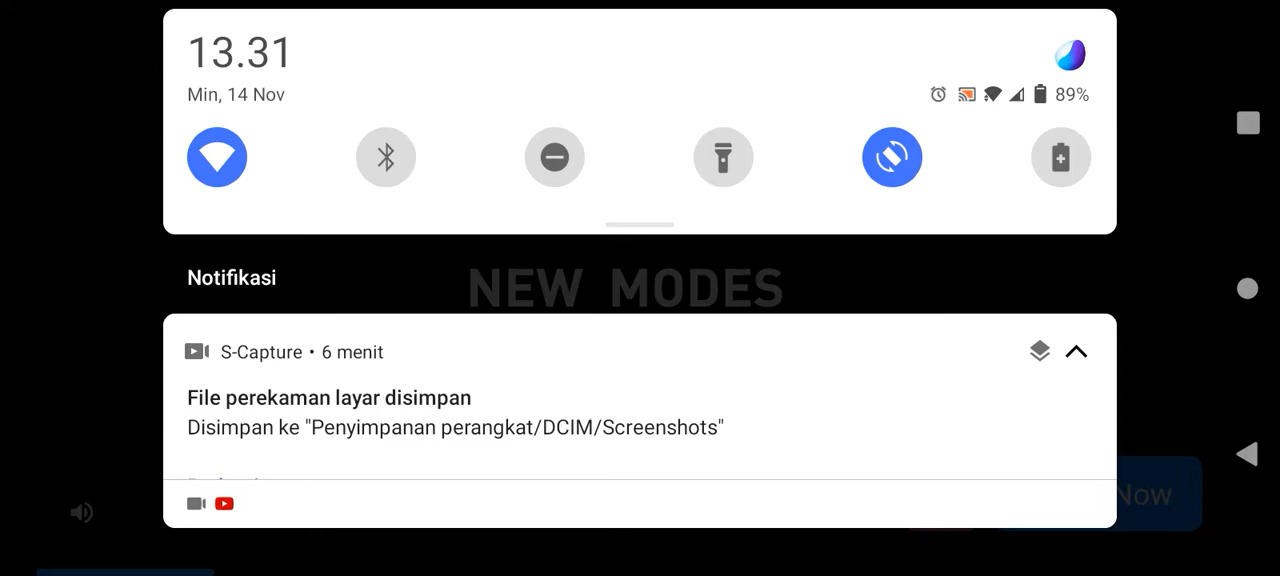 13.31
Min, 14 Nov
89%
Notifikasi
NEW MODES
S-Capture • 6 menit
File perekaman layar disimpan
Disimpan ke "Penyimpanan perangkat/DCIM/Screenshots"
Now